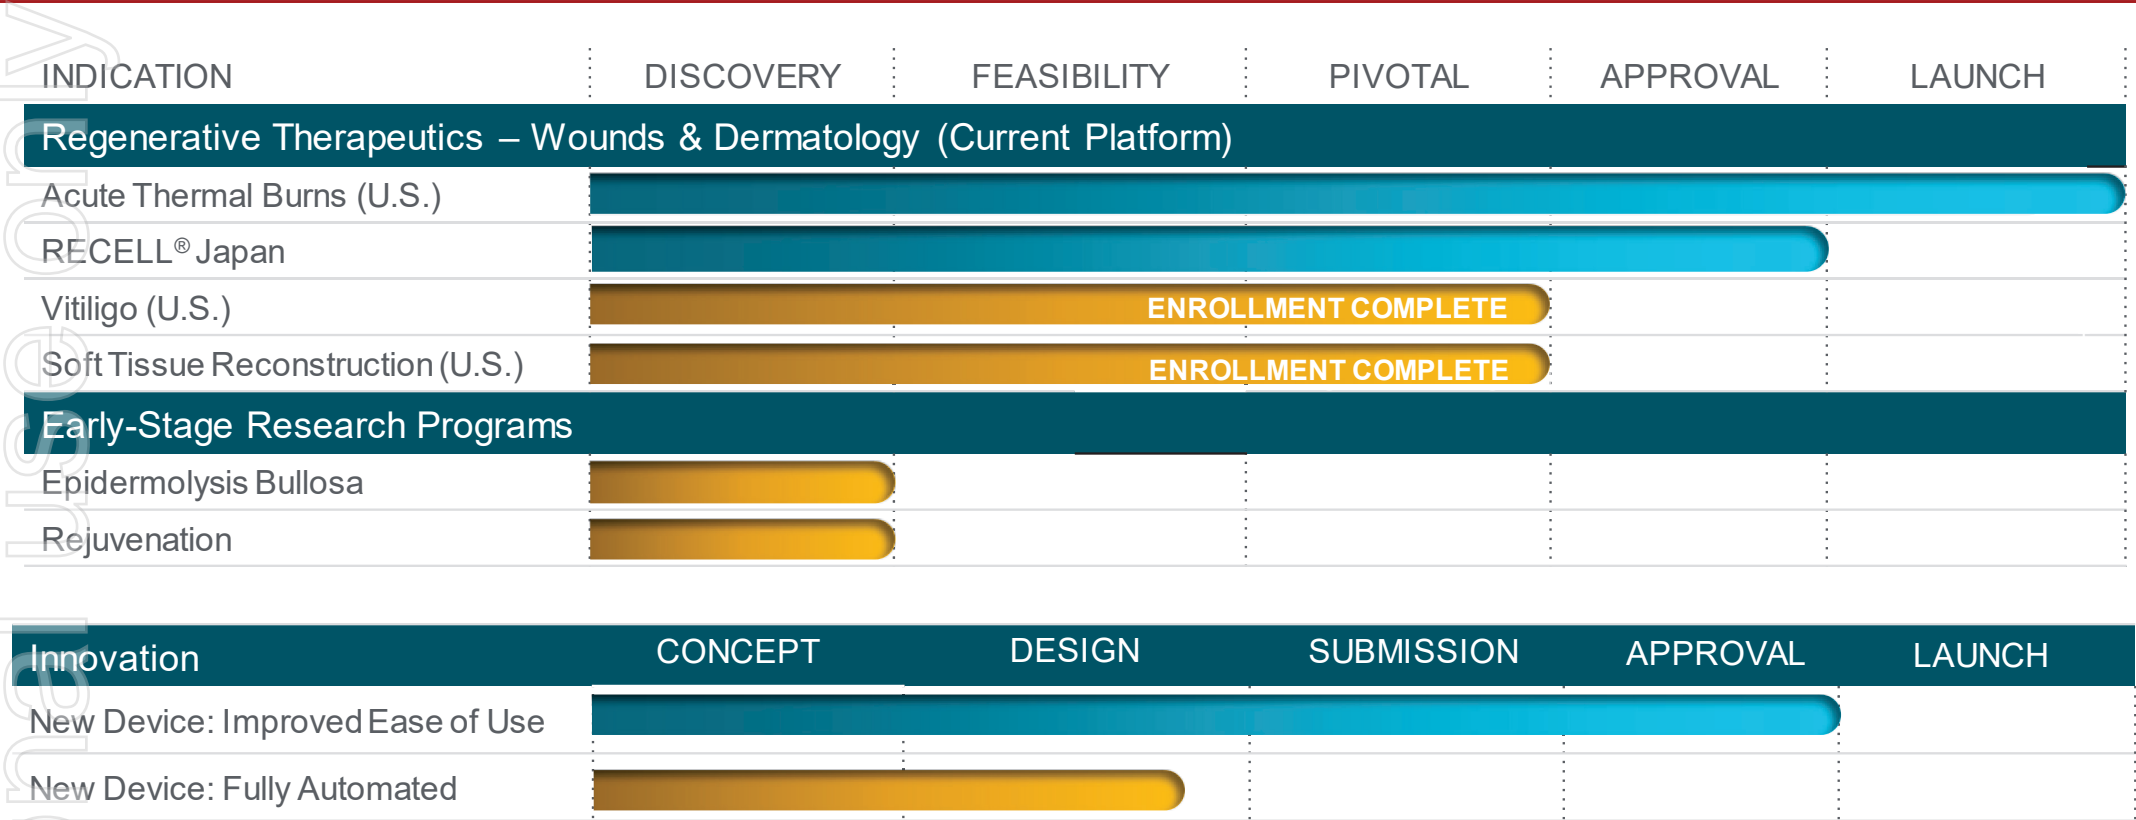 INDICATION DISCOVERY FEASIBILITY PIVOTAL APPROVAL LAUNCH
Regenerative Therapeutics – Wounds & Dermatology (Current Platform)
Acute Thermal Burns (U.S.)
RECELL® Japan
Vitiligo (U.S.) ENROLLMENT COMPLETE
Soft Tissue Reconstruction (U.S.) ENROLLMENT COMPLETE
Early-Stage Research Programs
Epidermolysis Bullosa
Rejuvenation
Innovation CONCEPT DESIGN SUBMISSION APPROVAL LAUNCH
New Device: Improved Ease of Use
New Device: Fully Automated
use only